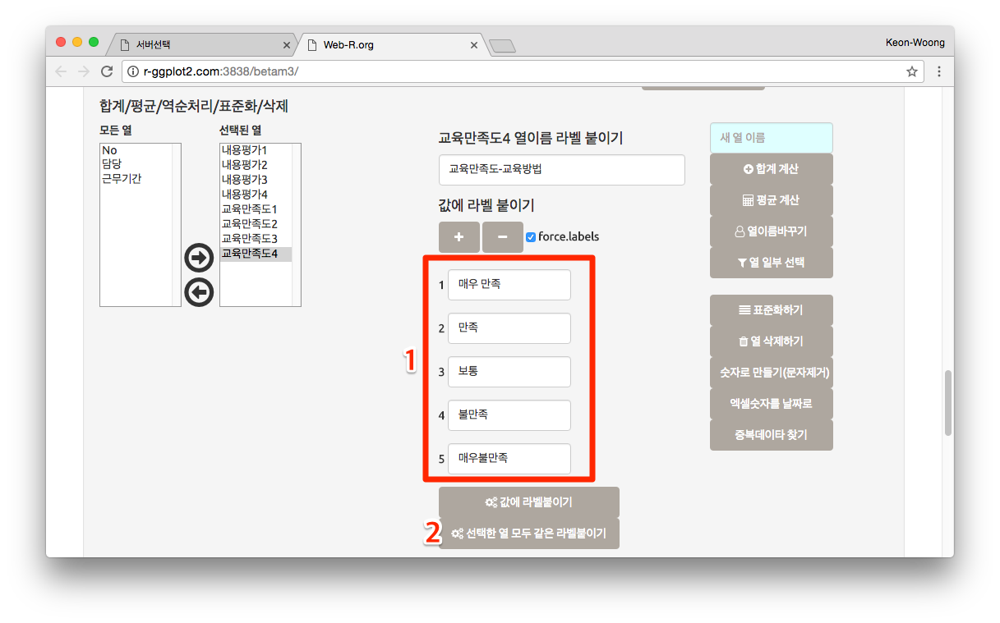 서버선택
Web-R.org
Keon-Woong
r-ggplot2.com:3838/betam3/
합계/평균/역순처리/표준화/삭제
모든 열
선택된 열
No
담당
근무기간
내용평가1
내용평가2
내용평가3
내용평가4
교육만족도1
교육만족도2
교육만족도3
교육만족도4
교육만족도4 열이름 라벨 붙이기
교육만족도-교육방법
값에 라벨 붙이기
force.labels
1 매우 만족
2 만족
3 보통
4 불만족
5 매우불만족
1
값에 라벨붙이기
2
선택한 열 모두 같은 라벨붙이기
새 열 이름
합계 계산
평균 계산
열이름바꾸기
열 일부 선택
표준화하기
열 삭제하기
숫자로 만들기(문자제거)
엑셀숫자를 날짜로
중복데이타 찾기